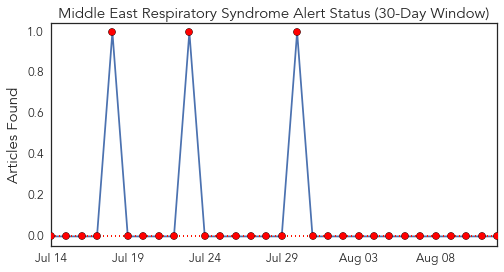 Middle East Respiratory Syndrome Alert Status (30-Day Window)
Articles Found
1.0
0.8
0.6
0.4
0.2
0.0
Jul 14 Jul 19 Jul 24 Jul 29 Aug 03 Aug 08